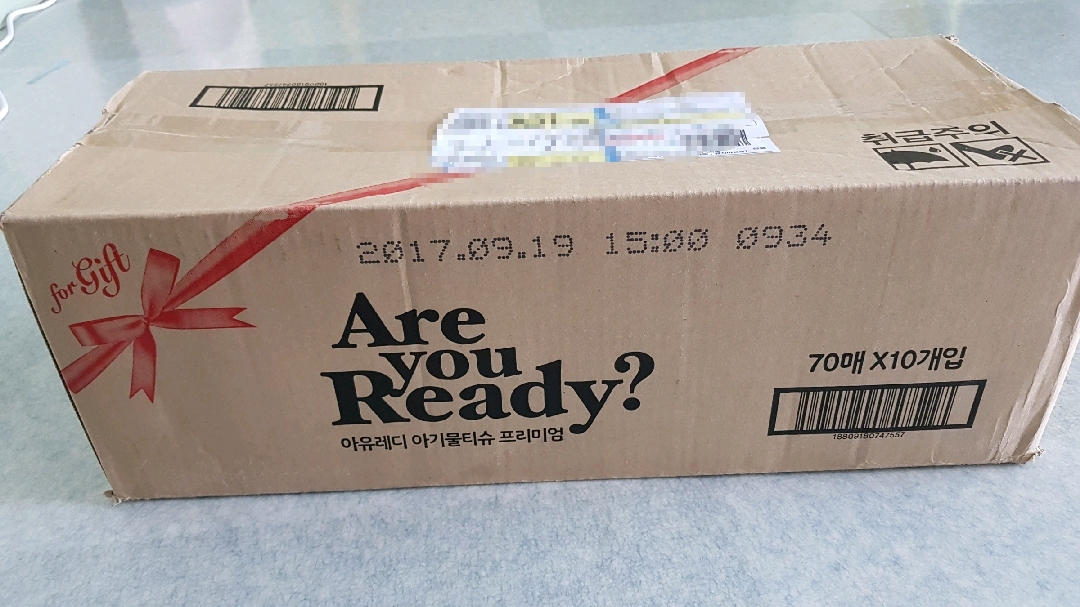 취급주의
for Gift
2017.09.19 15:00 0934
Are
you
Ready?
아유레디 아기물티슈 프리미엄
70매 X10개입
18809180747557